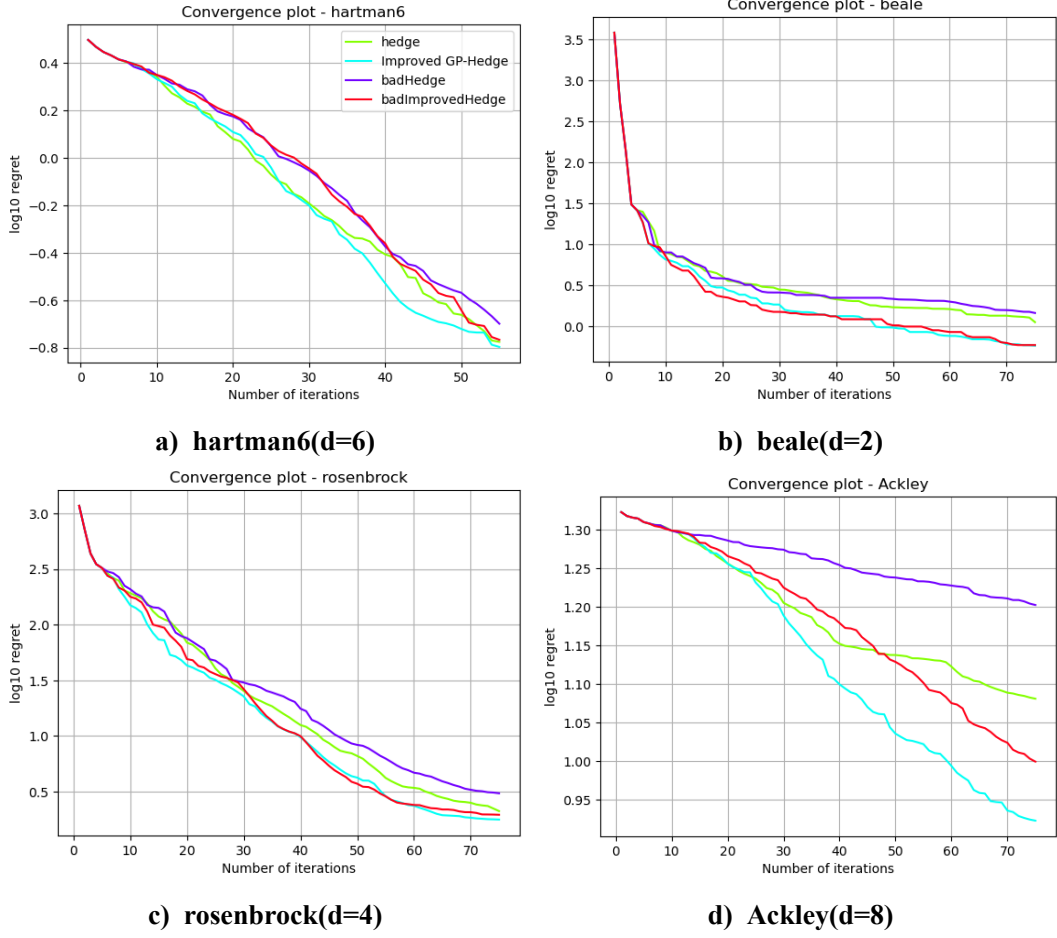 Convergence plot - hartman6
0.4
0.2
0.0
−0.2
−0.4
−0.6
−0.8
log10 regret
hedge
Improved GP-Hedge
badHedge
badImprovedHedge
0 10 20 30 40 50
Number of iterations
a) hartman6(d=6)
Convergence plot - beale
3.5
3.0
2.5
2.0
1.5
1.0
0.5
0.0
log10 regret
0 10 20 30 40 50 60 70
Number of iterations
b) beale(d=2)
Convergence plot - rosenbrock
3.0
2.5
2.0
1.5
1.0
0.5
log10 regret
0 10 20 30 40 50 60 70
Number of iterations
c) rosenbrock(d=4)
Convergence plot - Ackley
1.30
1.25
1.20
1.15
1.10
1.05
1.00
0.95
log10 regret
0 10 20 30 40 50 60 70
Number of iterations
d) Ackley(d=8)